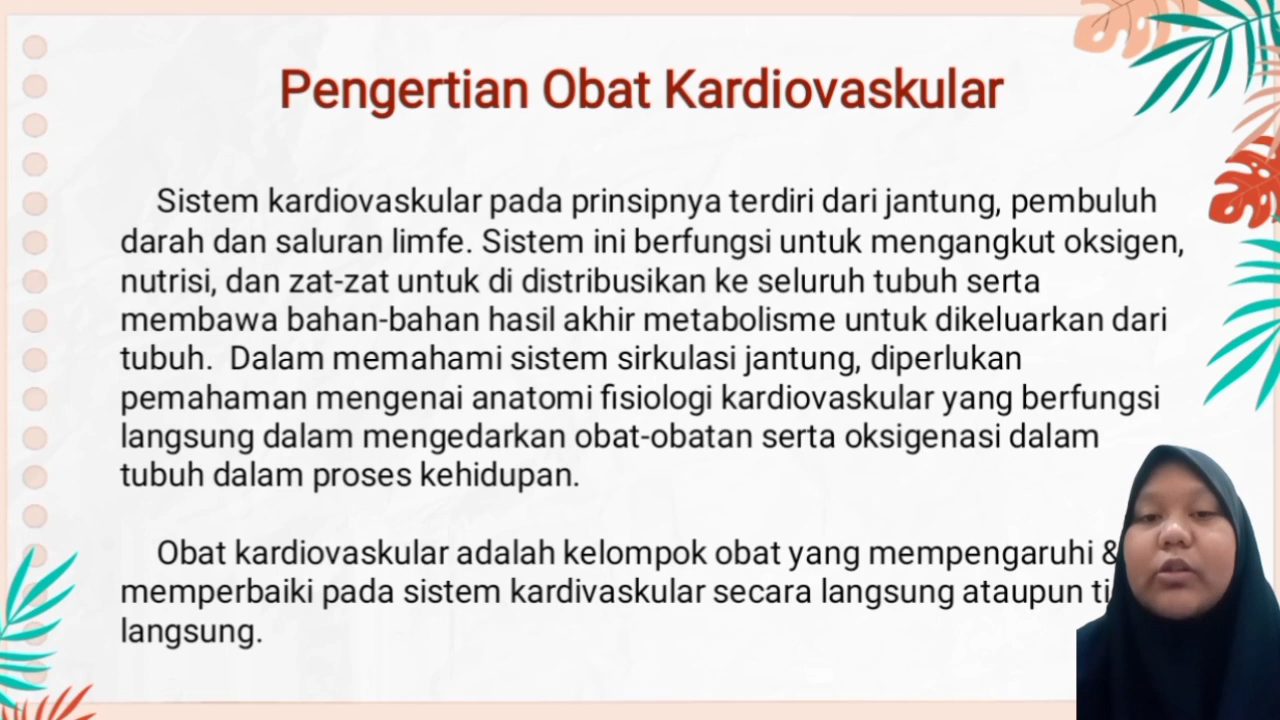 Pengertian Obat Kardiovaskular
Sistem kardiovaskular pada prinsipnya terdiri dari jantung, pembuluh
darah dan saluran limfe. Sistem ini berfungsi untuk mengangkut oksigen,
nutrisi, dan zat-zat untuk di distribusikan ke seluruh tubuh serta
membawa bahan-bahan hasil akhir metabolisme untuk dikeluarkan dari
tubuh. Dalam memahami sistem sirkulasi jantung, diperlukan
pemahaman mengenai anatomi fisiologi kardiovaskular yang berfungsi
langsung dalam mengedarkan obat-obatan serta oksigenasi dalam
tubuh dalam proses kehidupan.
Obat kardiovaskular adalah kelompok obat yang mempengaruhi &
memperbaiki pada sistem kardivaskular secara langsung ataupun
langsung.